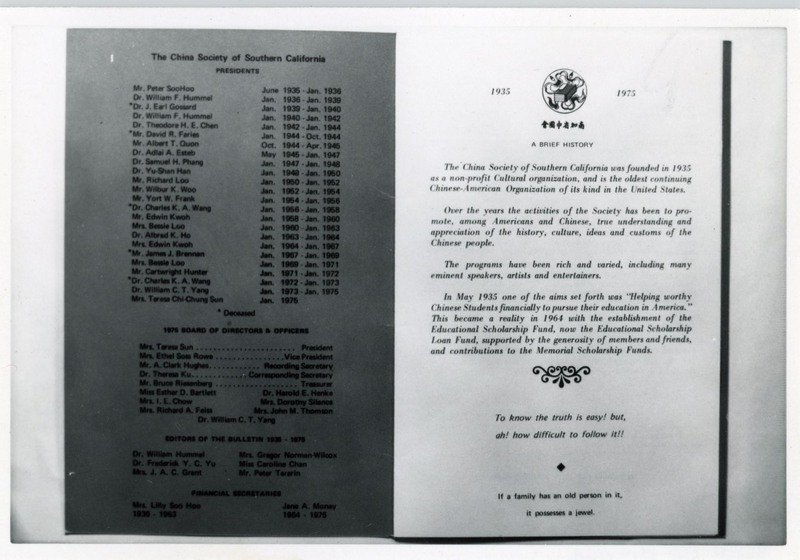 The China Society of Southern California
PRESIDENTS
Mr. Peter SooHoo June 1935 - Jan. 1936
Dr. William F. Hummel Jan. 1936 - Jan. 1939
*Dr. J. Earl Gossard Jan. 1939 - Jan. 1940
Dr. William F. Hummel Jan. 1940 - Jan. 1942
Dr. Theodore H. E. Chen Jan. 1942 - Jan. 1944
*Mr. David R. Faries Jan. 1944 - Oct. 1944
Mr. Albert T. Quon Oct. 1944 - Apr. 1945
Dr. Adlai A. Esteb May 1945 - Jan. 1947
Dr. Samuel H. Phang Jan. 1947 - Jan. 1948
Dr. Yu-Shan Han Jan. 1948 - Jan. 1950
Mr. Richard Loo Jan. 1950 - Jan. 1952
Mr. Wilbur K. Woo Jan. 1952 - Jan. 1954
Mr. Yort W. Frank Jan. 1954 - Jan. 1956
*Dr. Charles K. A. Wang Jan. 1956 - Jan. 1958
Mr. Edwin Kwoh Jan. 1958 - Jan. 1960
Mrs. Bessie Loo Jan. 1960 - Jan. 1963
Dr. Allbred K. Ho Jan. 1963 - Jan. 1964
Mrs. Edwin Kwoh Jan. 1964 - Jan. 1967
*Mr. James J. Brennan Jan. 1967 - Jan. 1969
Mrs. Bessie Loo Jan. 1969 - Jan. 1971
Mr. Cartwright Hunter Jan. 1971 - Jan. 1972
*Dr. Charles K. A. Wang Jan. 1972 - Jan. 1973
Dr. William C. T. Yang Jan. 1973 - Jan. 1975
Mrs. Teresa Chi-Chung Sun Jan. 1975
* Deceased
1975 BOARD OF DIRECTORS & OFFICERS
Mrs. Teresa Sun President
Mrs. Ethel Soss Rowe Vice President
Mr. A. Clark Hughes Recording Secretary
Dr. Theresa Ku Corresponding Secretary
Mr. Bruce Risenberg Treasurer
Miss Esther D. Bartlett Dr. Harold E. Henke
Mrs. I. E. Chow Mrs. Dorothy Silence
Mrs. Richard A. Feiss Mrs. John M. Thomson
Dr. William C. T. Yang
EDITORS OF THE BULLETIN 1935 - 1975
Dr. William Hummel Mrs. Gregor Norman-Wilcox
Dr. Frederick Y. C. Yu Miss Caroline Chan
Mrs. J. A. C. Grant Mr. Peter Tararin
FINANCIAL SECRETARIES
Mrs. Lilly Soo Hoo Jane A. Money
1935 - 1963 1964 - 1975
1935 1975
會國中省加南
A BRIEF HISTORY
The China Society of Southern California was founded in 1935
as a non-profit Cultural organization, and is the oldest continuing
Chinese-American Organization of its kind in the United States.
Over the years the activities of the Society has been to pro-
mote, among Americans and Chinese, true understanding and
appreciation of the history, culture, ideas and customs of the
Chinese people.
The programs have been rich and varied, including many
eminent speakers, artists and entertainers.
In May 1935 one of the aims set forth was "Helping worthy
Chinese Students financially to pursue their education in America."
This became a reality in 1964 with the establishment of the
Educational Scholarship Fund, now the Educational Scholarship
Loan Fund, supported by the generosity of members and friends,
and contributions to the Memorial Scholarship Funds.
To know the truth is easy! but,
ah! how difficult to follow it!!
If a family has an old person in it,
it possesses a jewel.